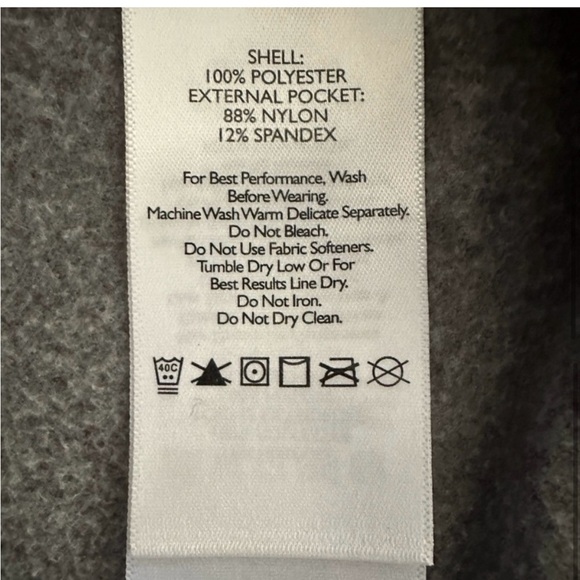 SHELL:
100% POLYESTER
EXTERNAL POCKET:
88% NYLON
12% SPANDEX
For Best Performance, Wash
Before Wearing.
Machine Wash Warm Delicate Separately.
Do Not Bleach.
Do Not Use Fabric Softeners.
Tumble Dry Low Or For
Best Results Line Dry.
Do Not Iron.
Do Not Dry Clean.
40C